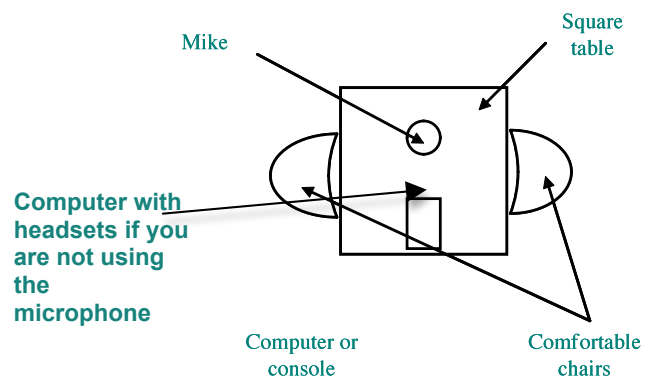 Mike
Square
table
Computer with
headsets if you
are not using
the
microphone
Computer or
console
Comfortable
chairs